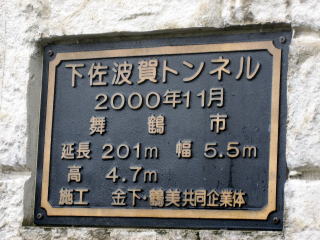 下佐波賀トンネル
2000年11月
舞鶴市
延長 201m 幅 5.5m
高 4.7m
施工 金下・鶴美共同企業体